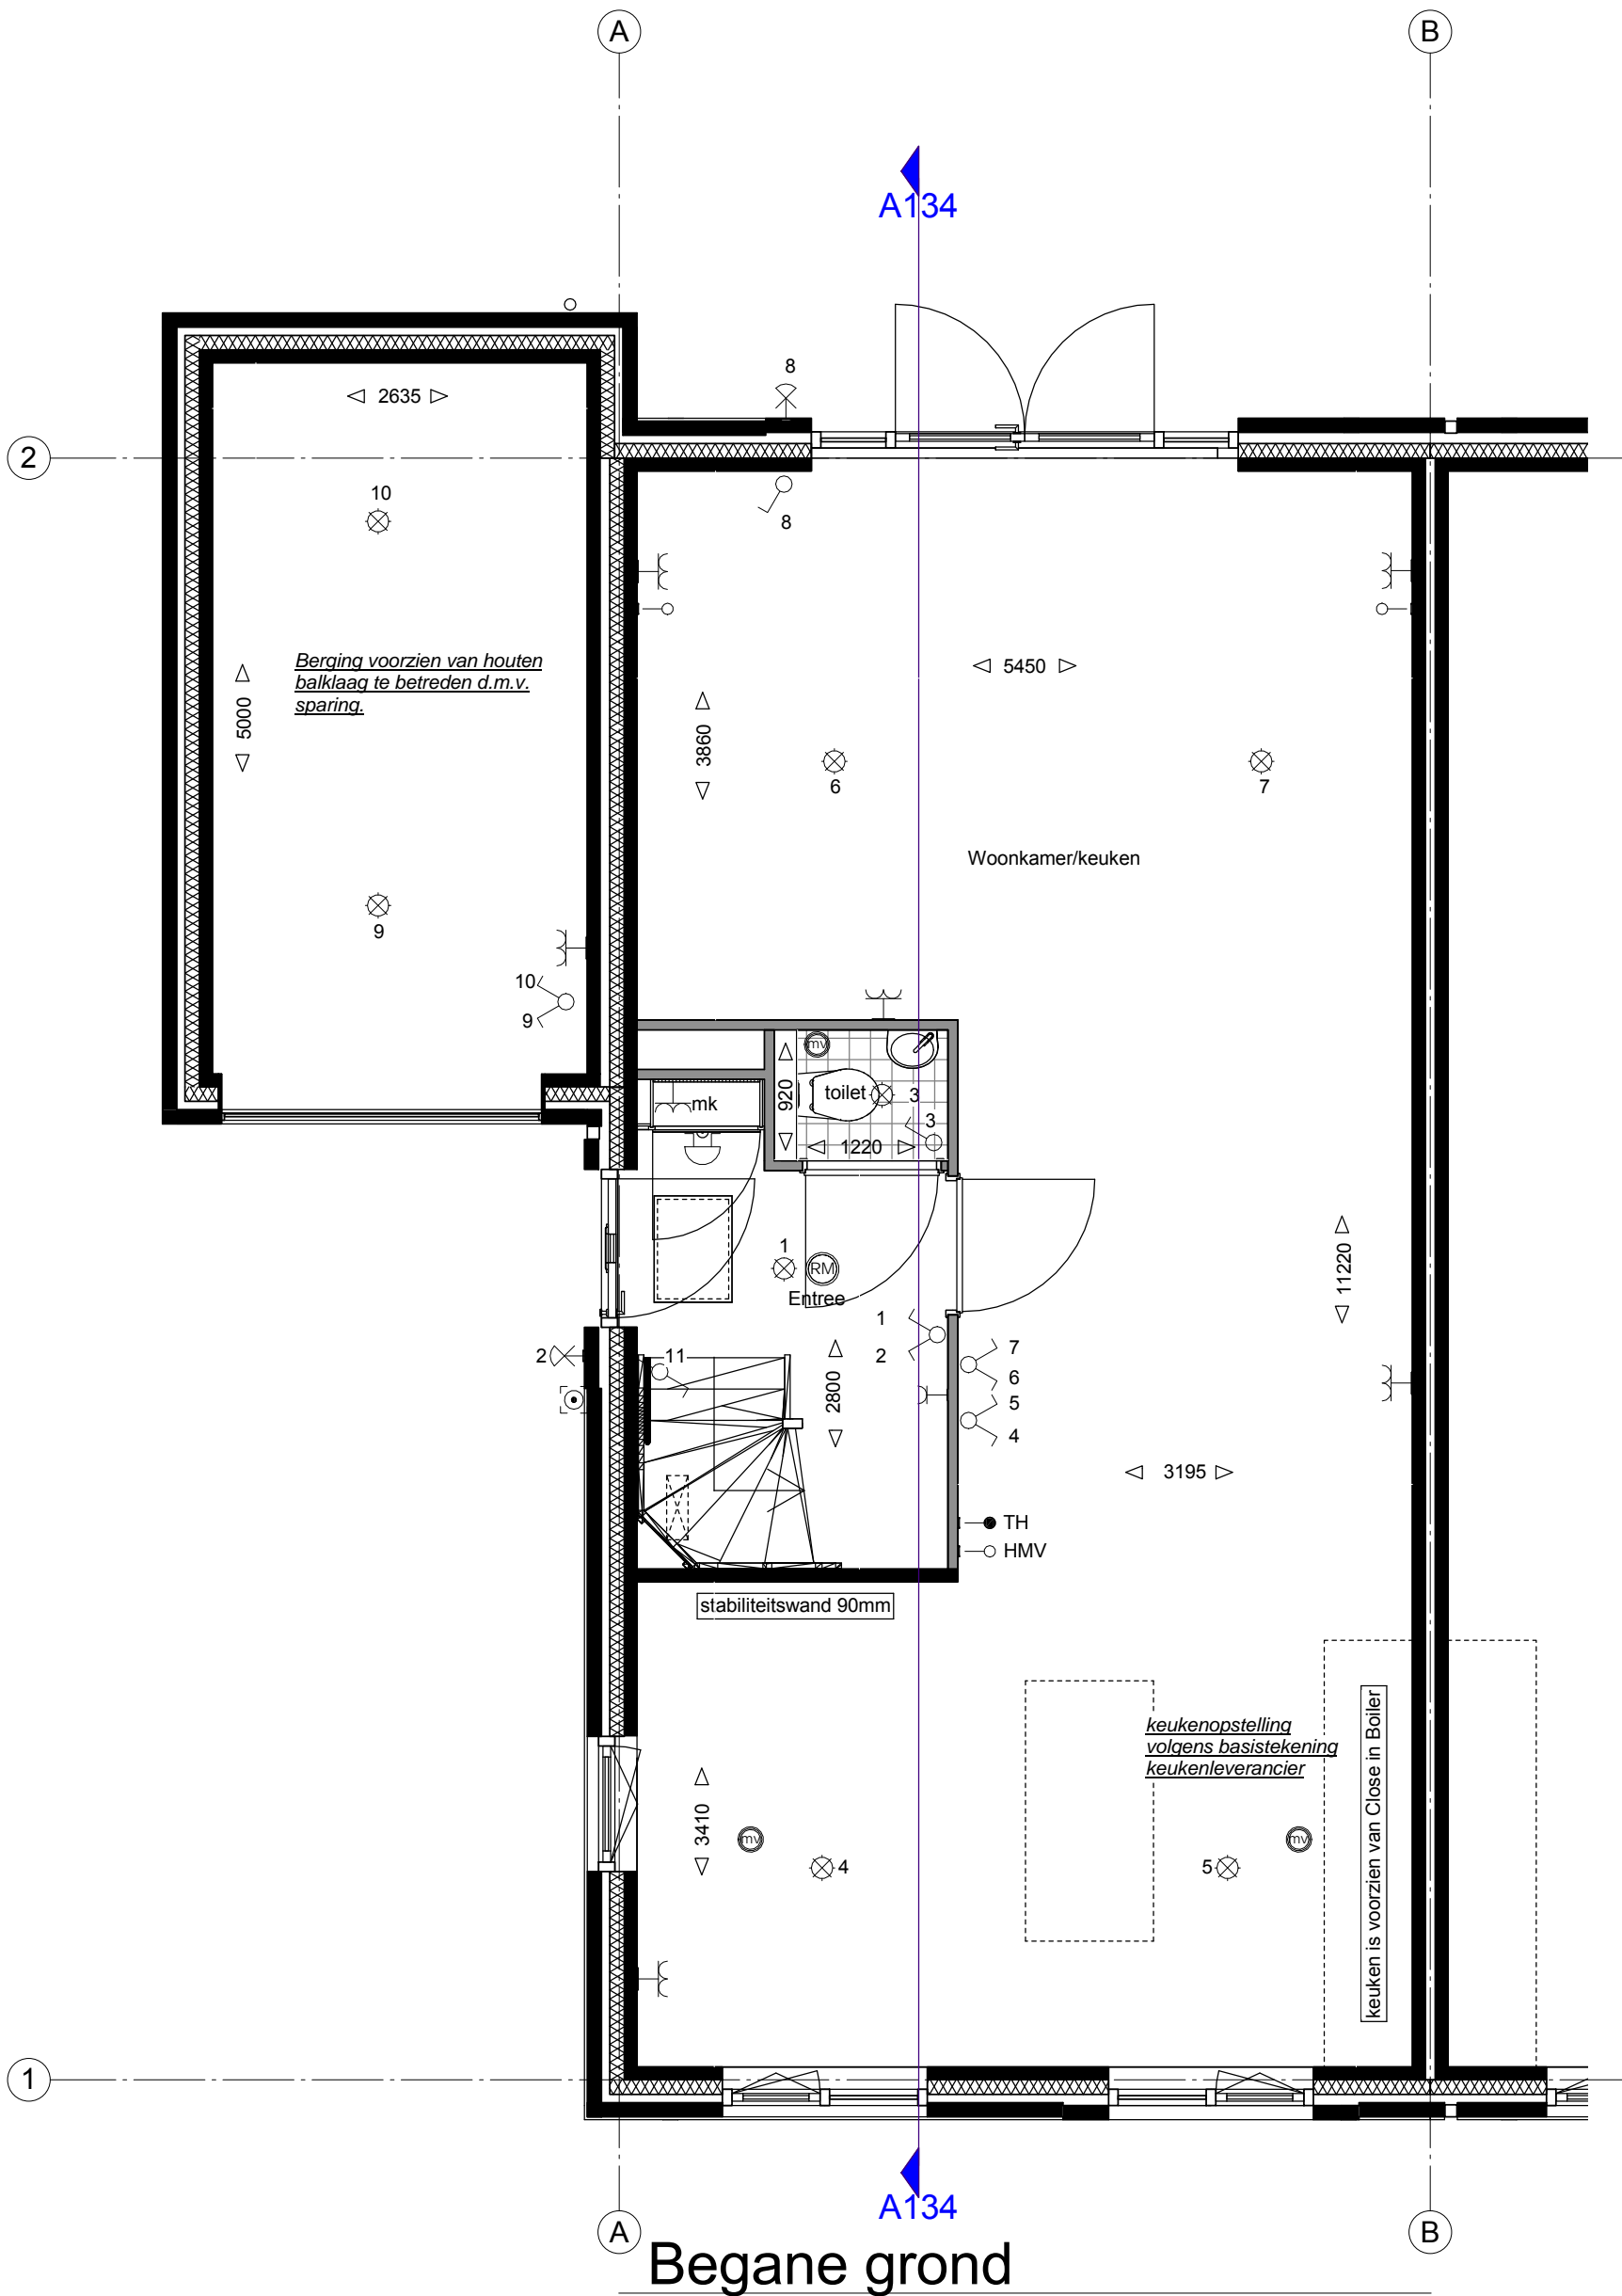 A
B
A134
8
2635
2
10
8
Berging voorzien van houten
balklaag te betreden d.m.v.
sparing.
5450
5000
3860
6
7
Woonkamer/keuken
9
10
9
mv
920
toilet
3
mk
3
1220
1
RM
Entree
11220
1
2
2
11
2800
7
6
5
4
3195
TH
HMV
stabiliteitswand 90mm
keukenopstelling
volgens basistekening
keukenleverancier
keuken is voorzien van Close in Boiler
3410
mv
mv
4
5
1
A134
A
B
Begane grond